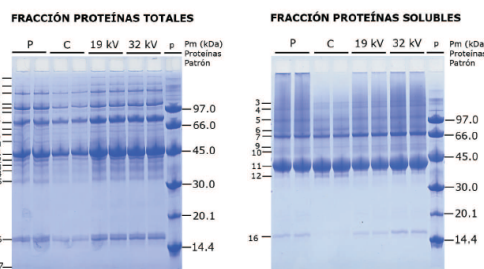 FRACCIÓN PROTEÍNAS TOTALES
P C 19 kV 32 kV p Pm (kDa)
Proteínas
Patrón
97.0
66.0
45.0
30.0
20.1
14.4
FRACCIÓN PROTEÍNAS SOLUBLES
P C 19 kV 32 kV p Pm (kDa)
Proteínas
Patrón
3
4
5
6
7
9
10
11
12
16
97.0
66.0
45.0
30.0
20.1
14.4